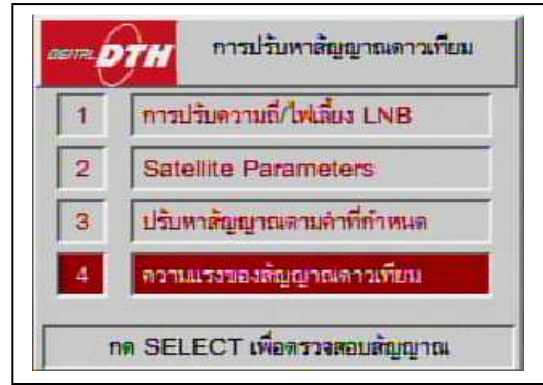 DIGITAL DTH การปรับหาสัญญาณดาวเทียม
1 การปรับความถี่/ไฟเลี้ยง LNB
2 Satellite Parameters
3 ปรับหาสัญญาณตามค่าที่กำหนด
4 ความแรงของสัญญาณดาวเทียม
กด SELECT เพื่อตรวจสอบสัญญาณ